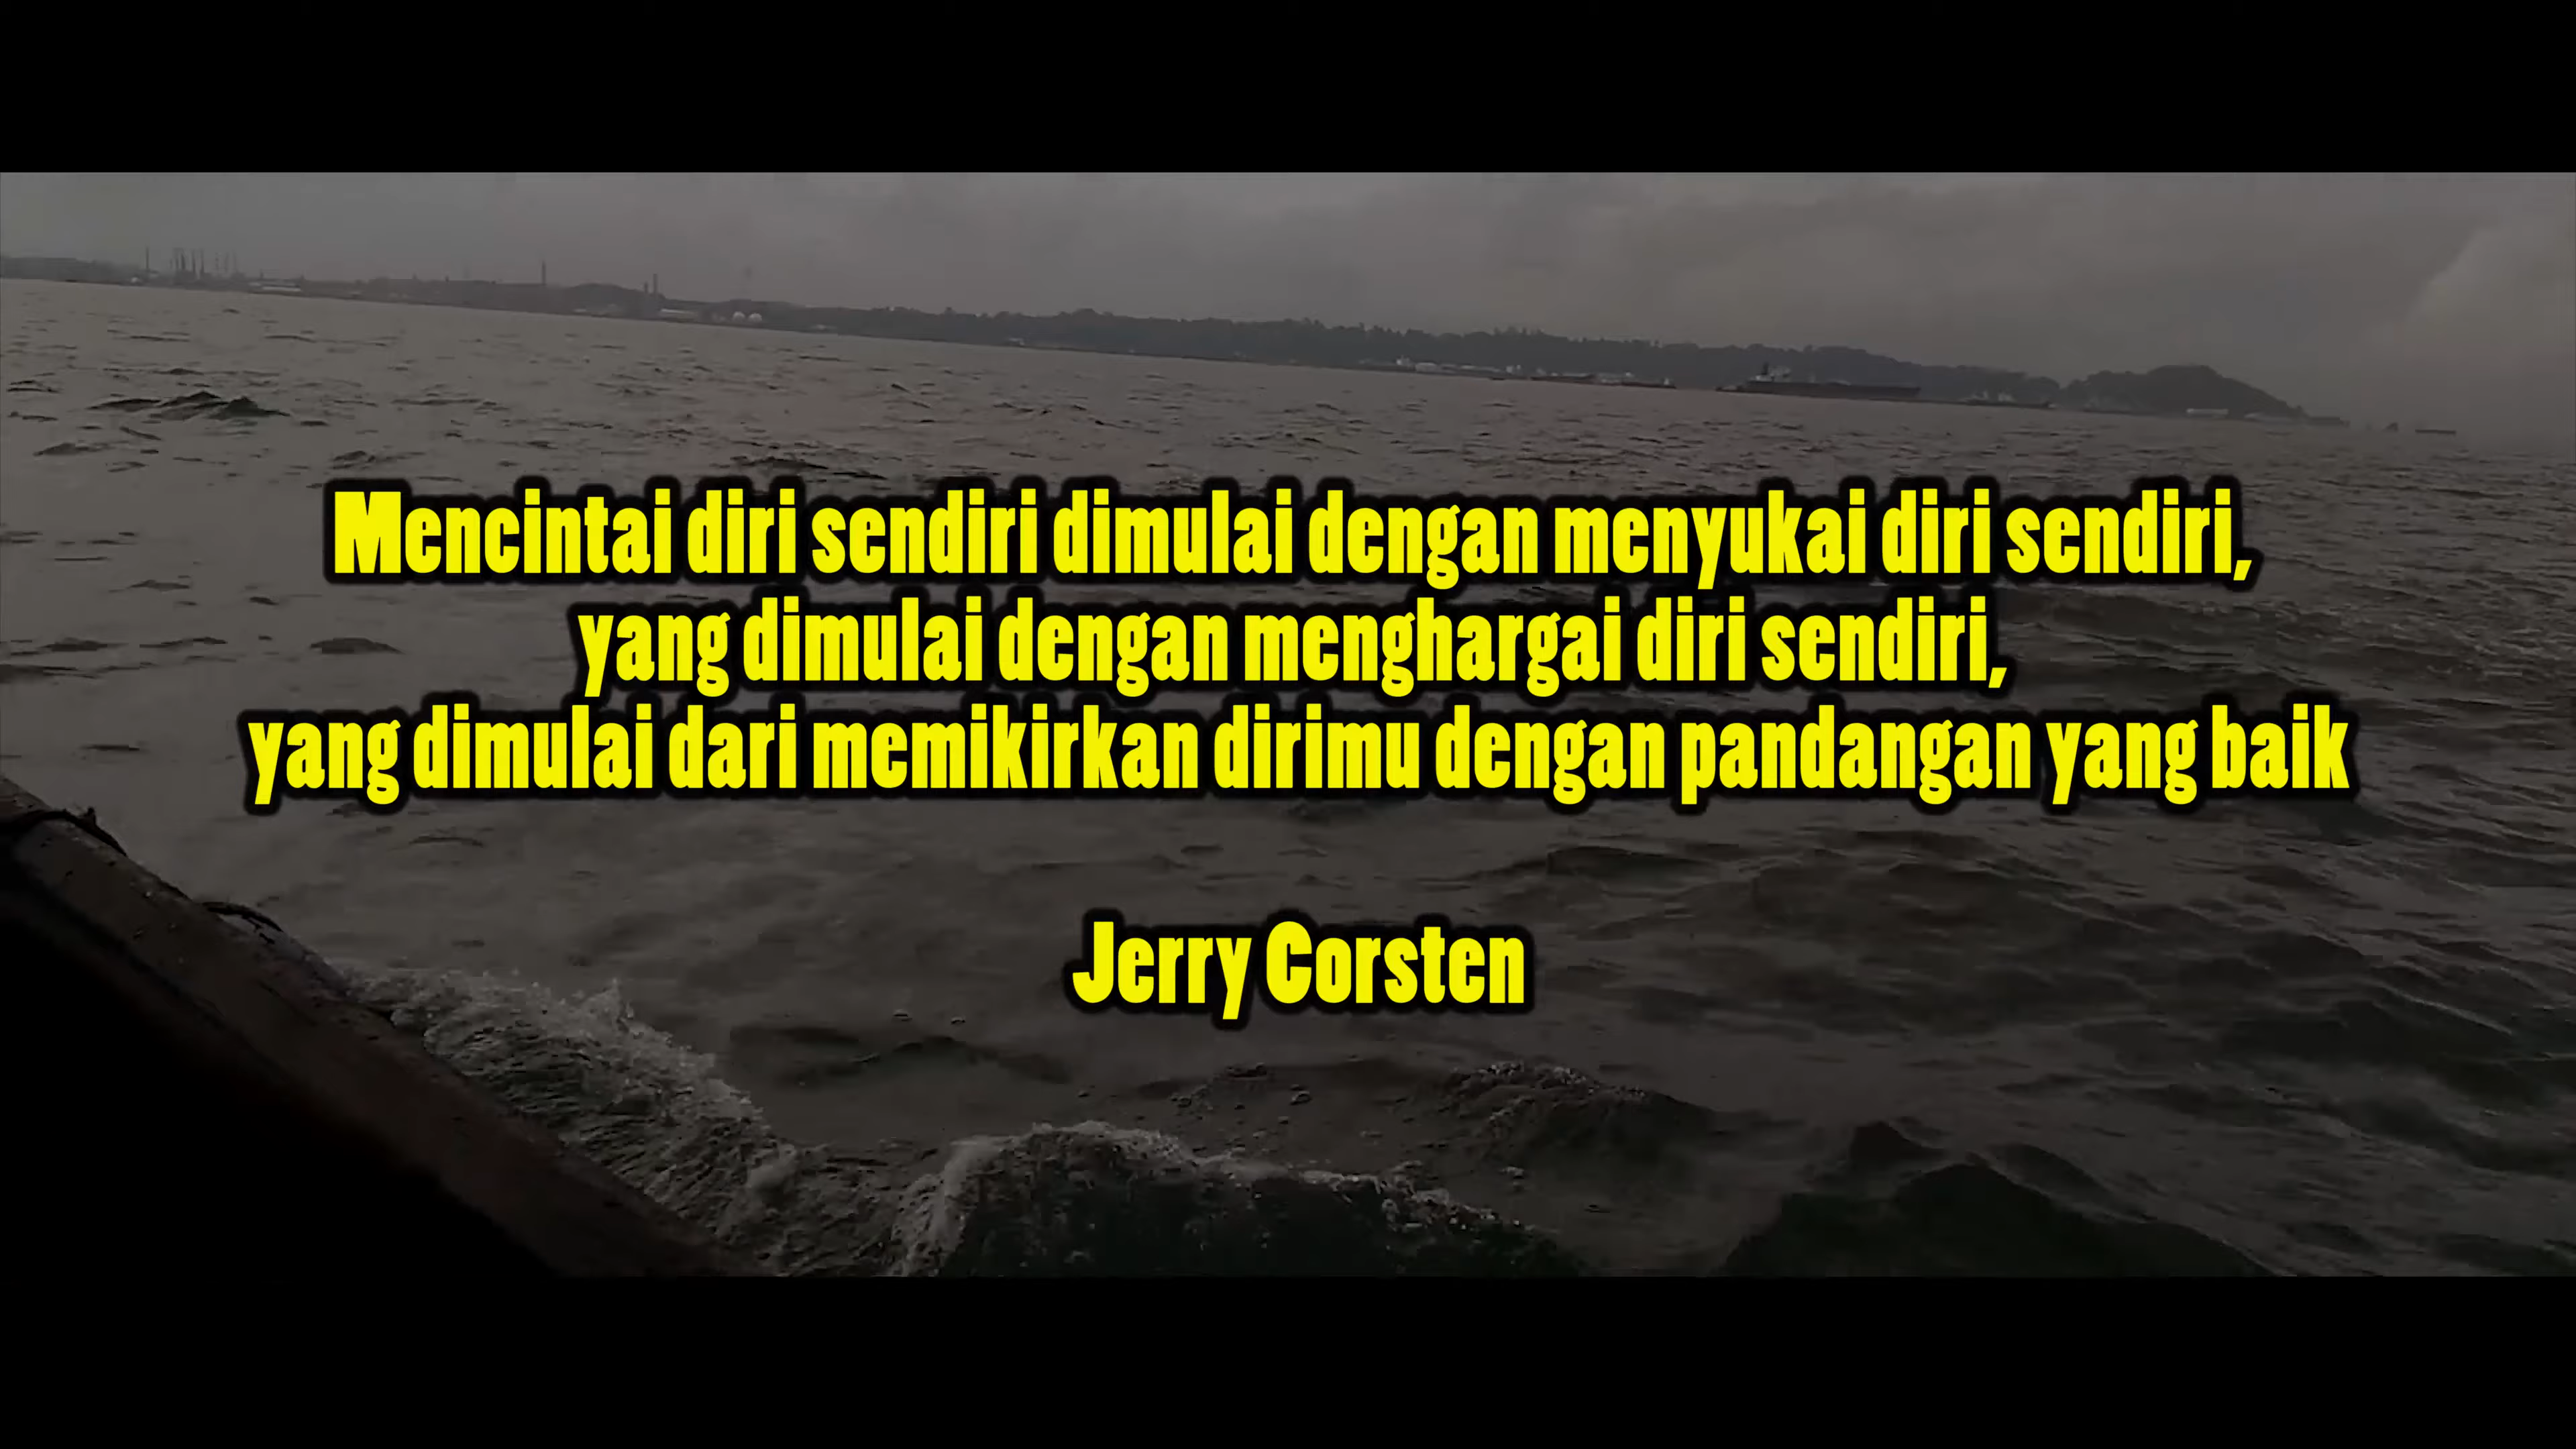 Mencintai diri sendiri dimulai dengan menyukai diri sendiri,
yang dimulai dengan menghargai diri sendiri,
yang dimulai dari memikirkan dirimu dengan pandangan yang baik
Jerry Corsten